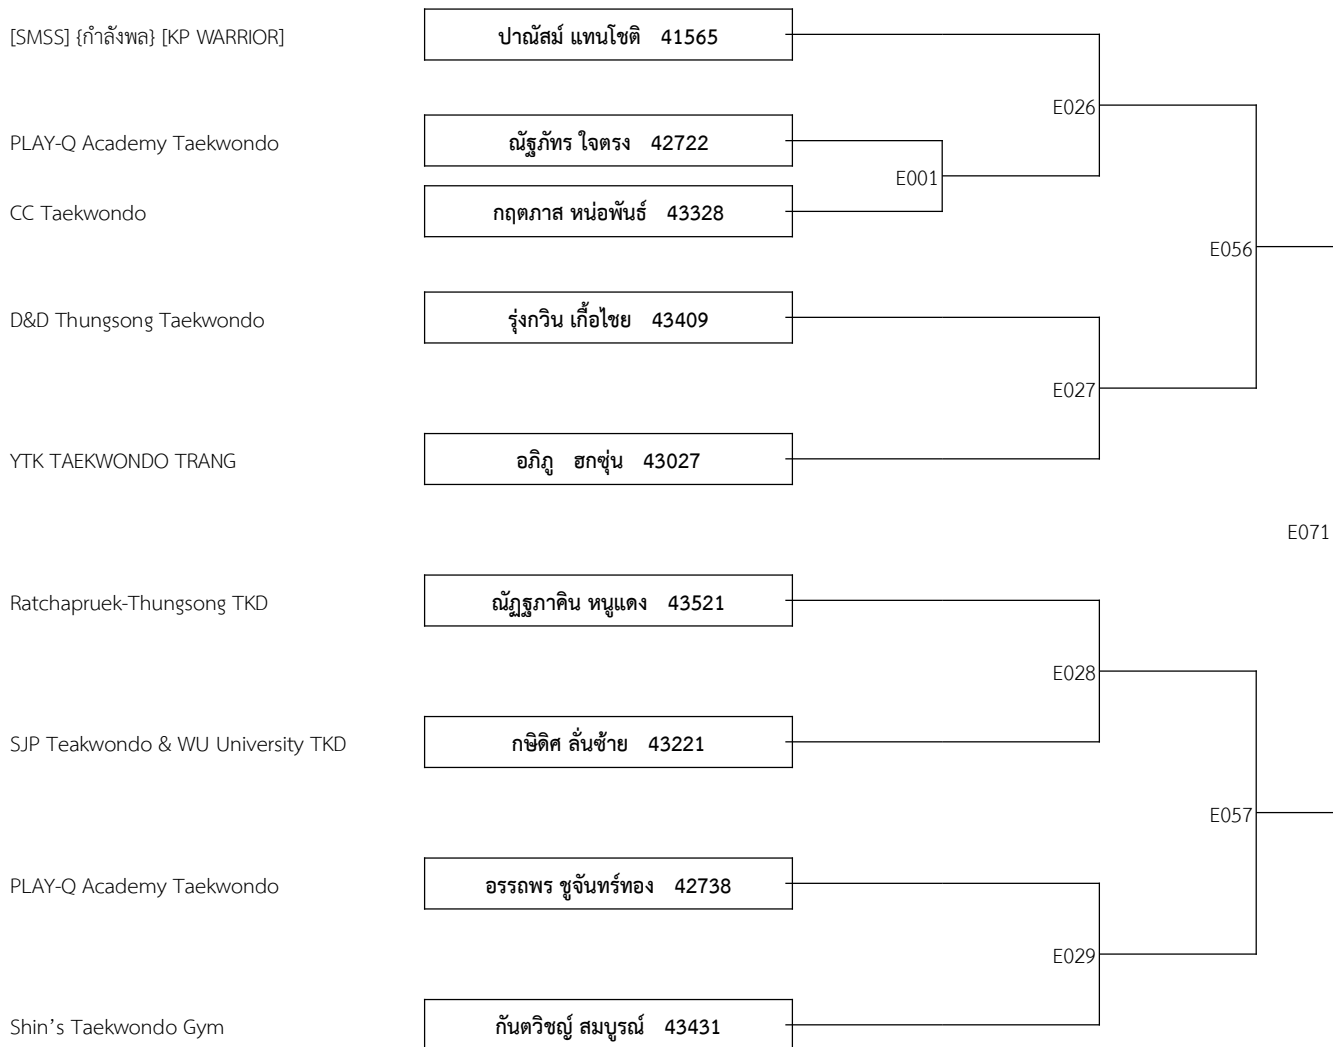 [SMSS] {กำลังพล} [KP WARRIOR] ปาณัสม์ แทนโชติ 41565
E026
PLAY-Q Academy Taekwondo ณัฐภัทร ใจตรง 42722
E001
CC Taekwondo กฤตภาส หน่อพันธ์ 43328
E056
D&D Thungsong Taekwondo รุ่งกวิน เกื้อไชย 43409
E027
YTK TAEKWONDO TRANG อภิภู ฮกซุ่น 43027
E071
Ratchapruek-Thungsong TKD ณัฏฐภาคิน หนูแดง 43521
E028
SJP Teakwondo & WU University TKD กษิดิศ ลั่นซ้าย 43221
E057
PLAY-Q Academy Taekwondo อรรถพร ชูจันทร์ทอง 42738
E029
Shin's Taekwondo Gym กันตวิชญ์ สมบูรณ์ 43431